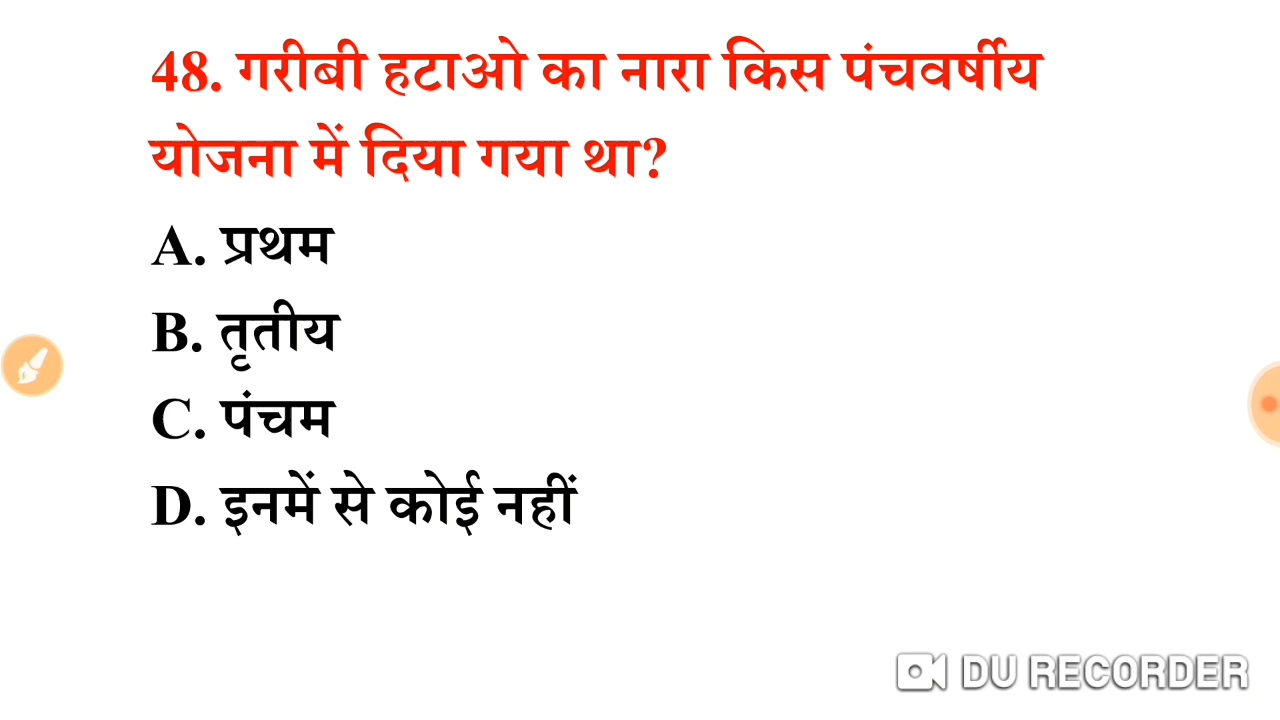 48. गरीबी हटाओ का नारा किस पंचवर्षीय
योजना में दिया गया था?
A. प्रथम
B. तृतीय
C. पंचम
D. इनमें से कोई नहीं
DU RECORDER